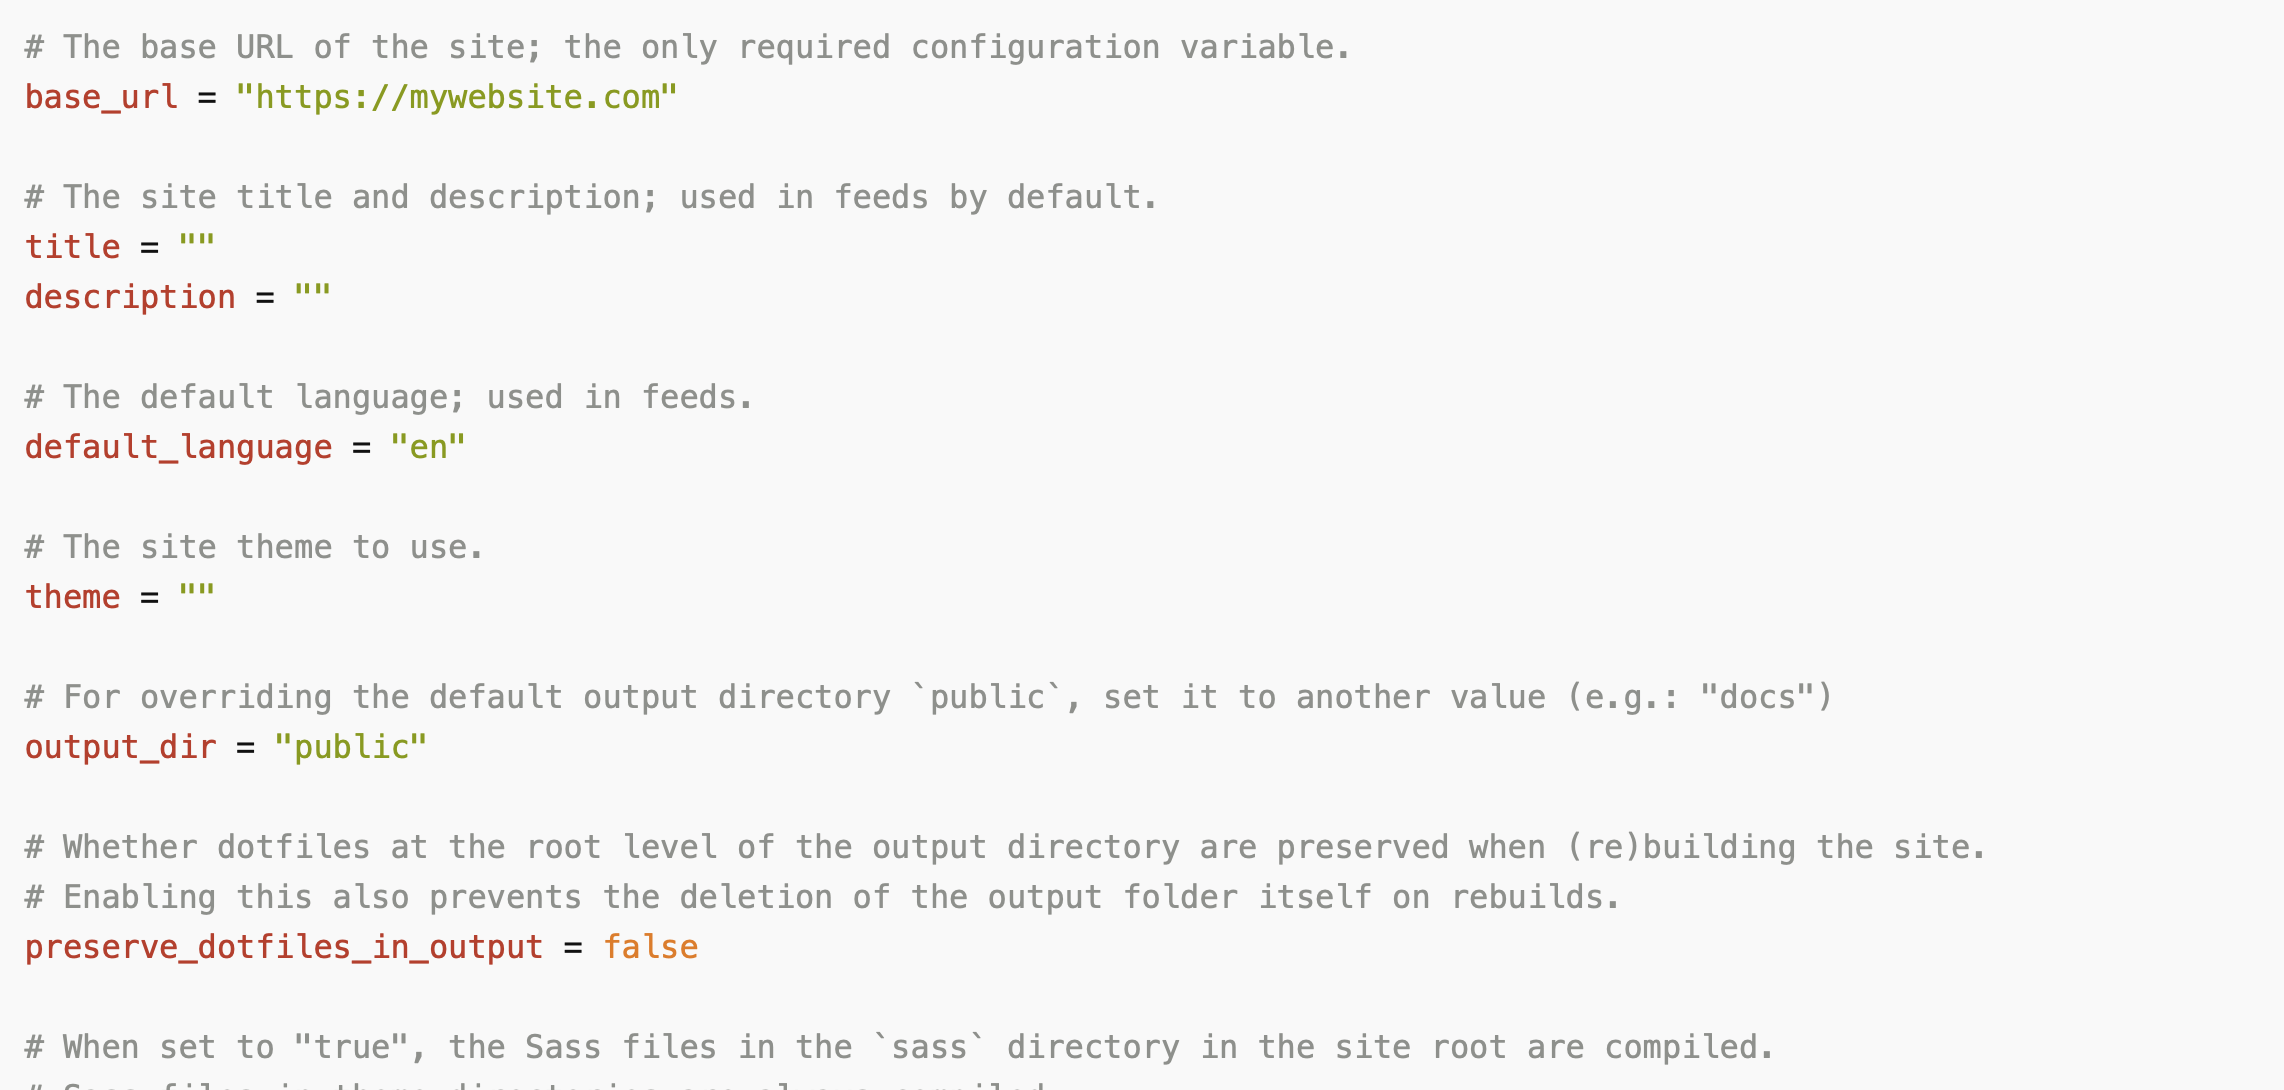 # The base URL of the site; the only required configuration variable.
base_url = "https://mywebsite.com"
# The site title and description; used in feeds by default.
title = ""
description = ""
# The default language; used in feeds.
default_language = "en"
# The site theme to use.
theme = ""
# For overriding the default output directory `public`, set it to another value (e.g.: "docs")
output_dir = "public"
# Whether dotfiles at the root level of the output directory are preserved when (re)building the site.
# Enabling this also prevents the deletion of the output folder itself on rebuilds.
preserve_dotfiles_in_output = false
# When set to "true", the Sass files in the `sass` directory in the site root are compiled.